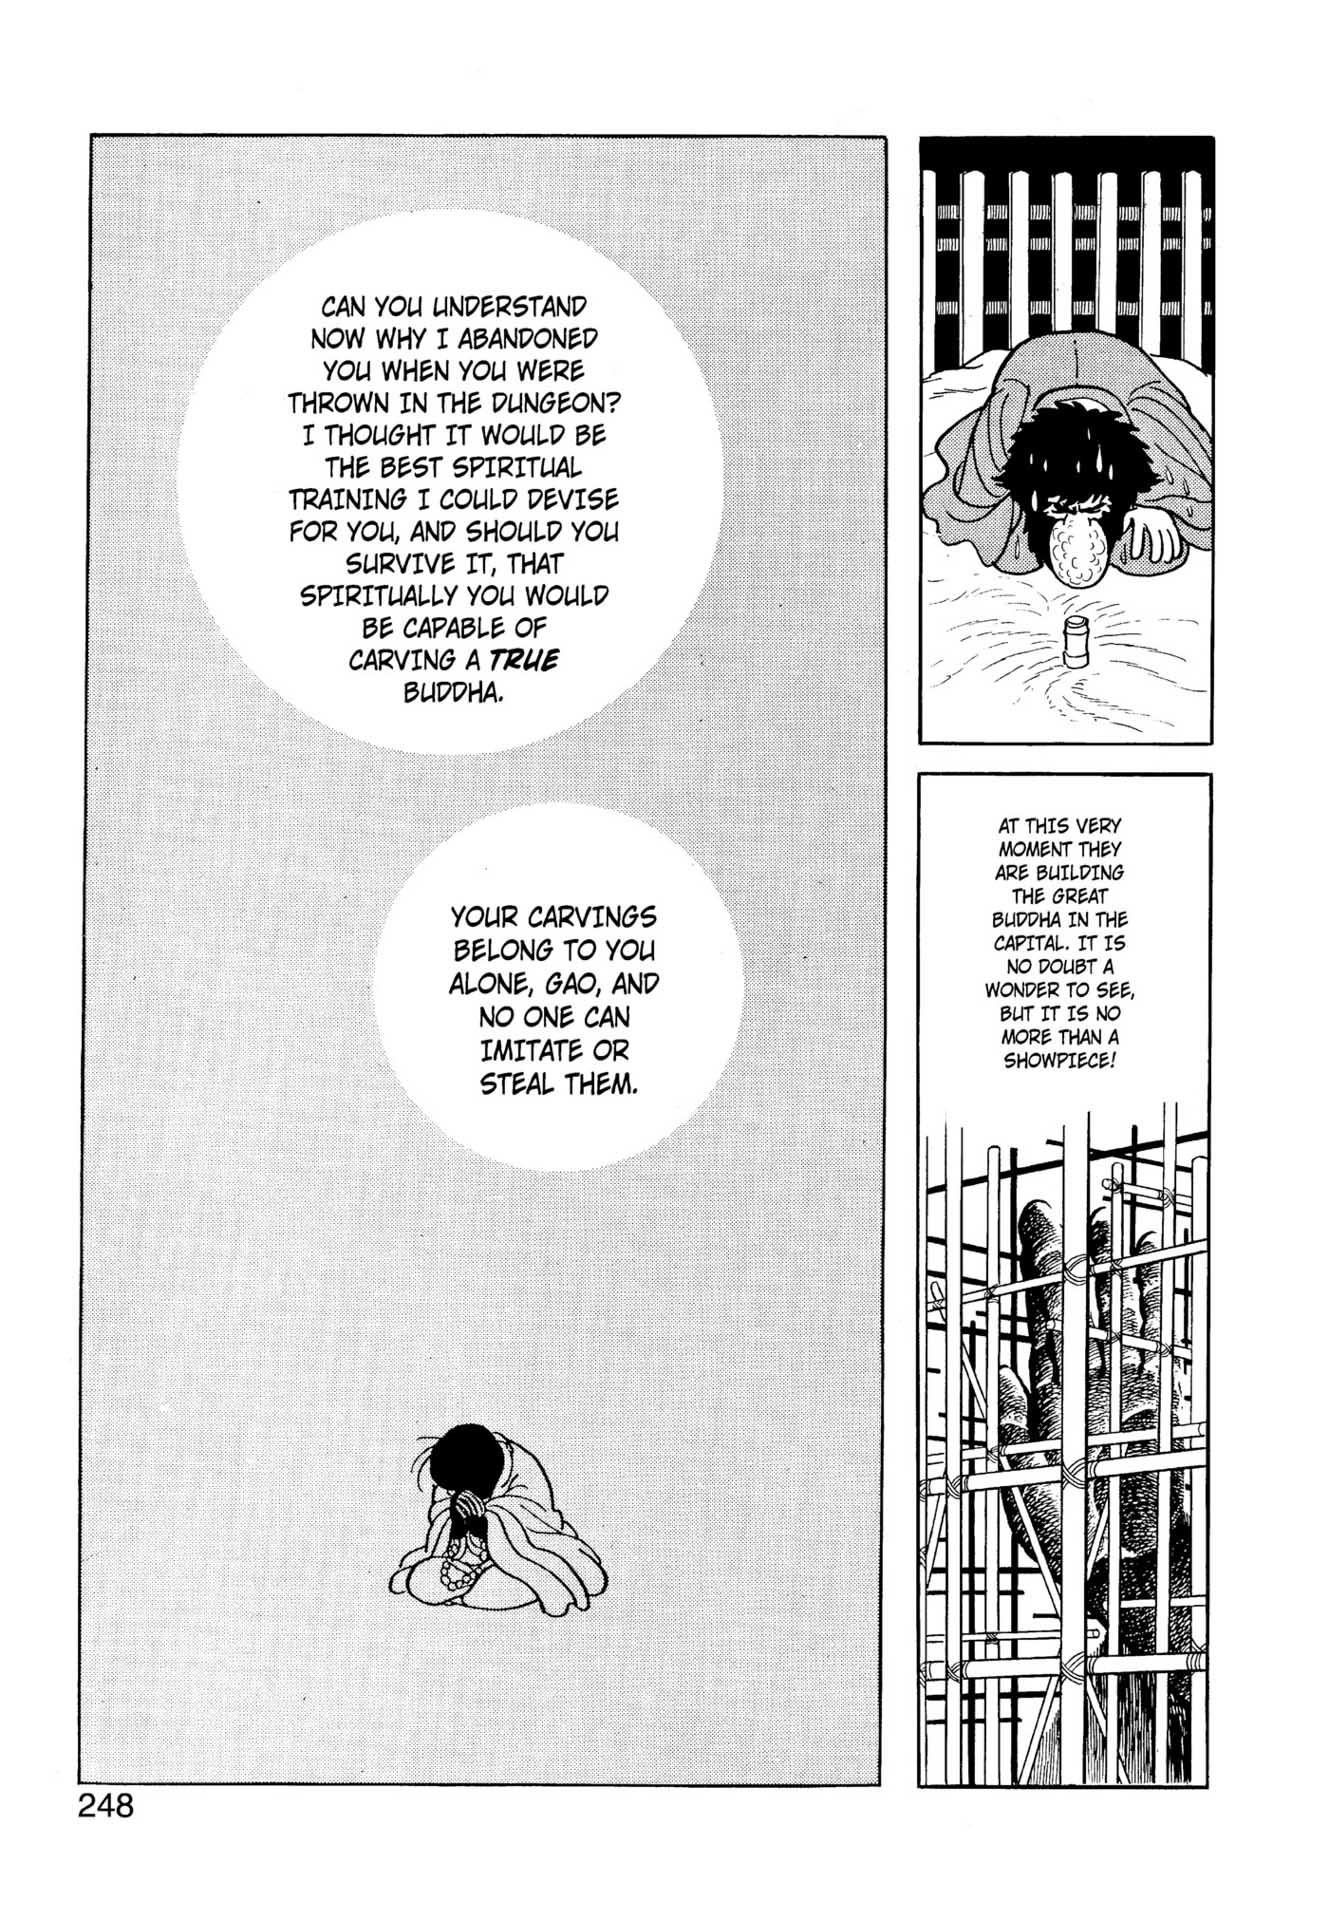 AT THIS VERY
MOMENT THEY
ARE BUILDING
THE GREAT
BUDDHA IN THE
CAPITAL. IT IS
NO DOUBT A
WONDER TO SEE,
BUT IT IS NO
MORE THAN A
SHOWPIECE!
CAN YOU UNDERSTAND
NOW WHY I ABANDONED
YOU WHEN YOU WERE
THROWN IN THE DUNGEON?
I THOUGHT IT WOULD BE
THE BEST SPIRITUAL
TRAINING I COULD DEVISE
FOR YOU, AND SHOULD YOU
SURVIVE IT, THAT
SPIRITUALLY YOU WOULD
BE CAPABLE OF
CARVING A TRUE
BUDDHA.
YOUR CARVINGS
BELONG TO YOU
ALONE, GAO, AND
NO ONE CAN
IMITATE OR
STEAL THEM.
248